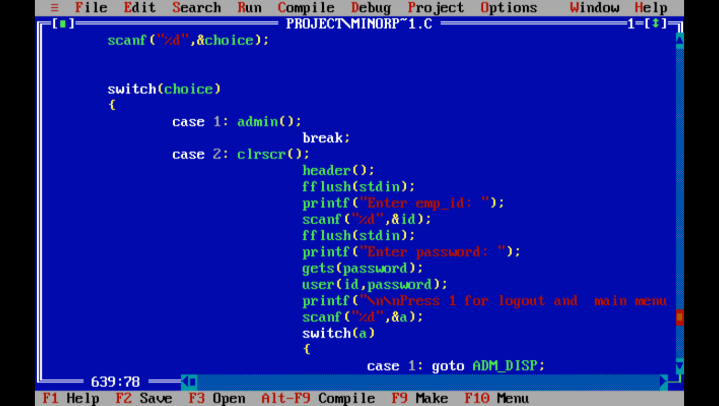 ≡ File Edit Search Run Compile Debug Project Options Window Help
[■] PROJECT\MINORP~1.C 1=[↕]
scanf("%d",&choice);
switch(choice)
{
case 1: admin();
break;
case 2: clrscr();
header();
fflush(stdin);
printf("Enter emp_id: ");
scanf("%d",&id);
fflush(stdin);
printf("Enter password: ");
gets(password);
user(id,password);
printf("\n\nPress 1 for logout and  main menu
scanf("%d",&a);
switch(a)
{
case 1: goto ADM_DISP;
639:78
F1 Help F2 Save F3 Open Alt-F9 Compile F9 Make F10 Menu